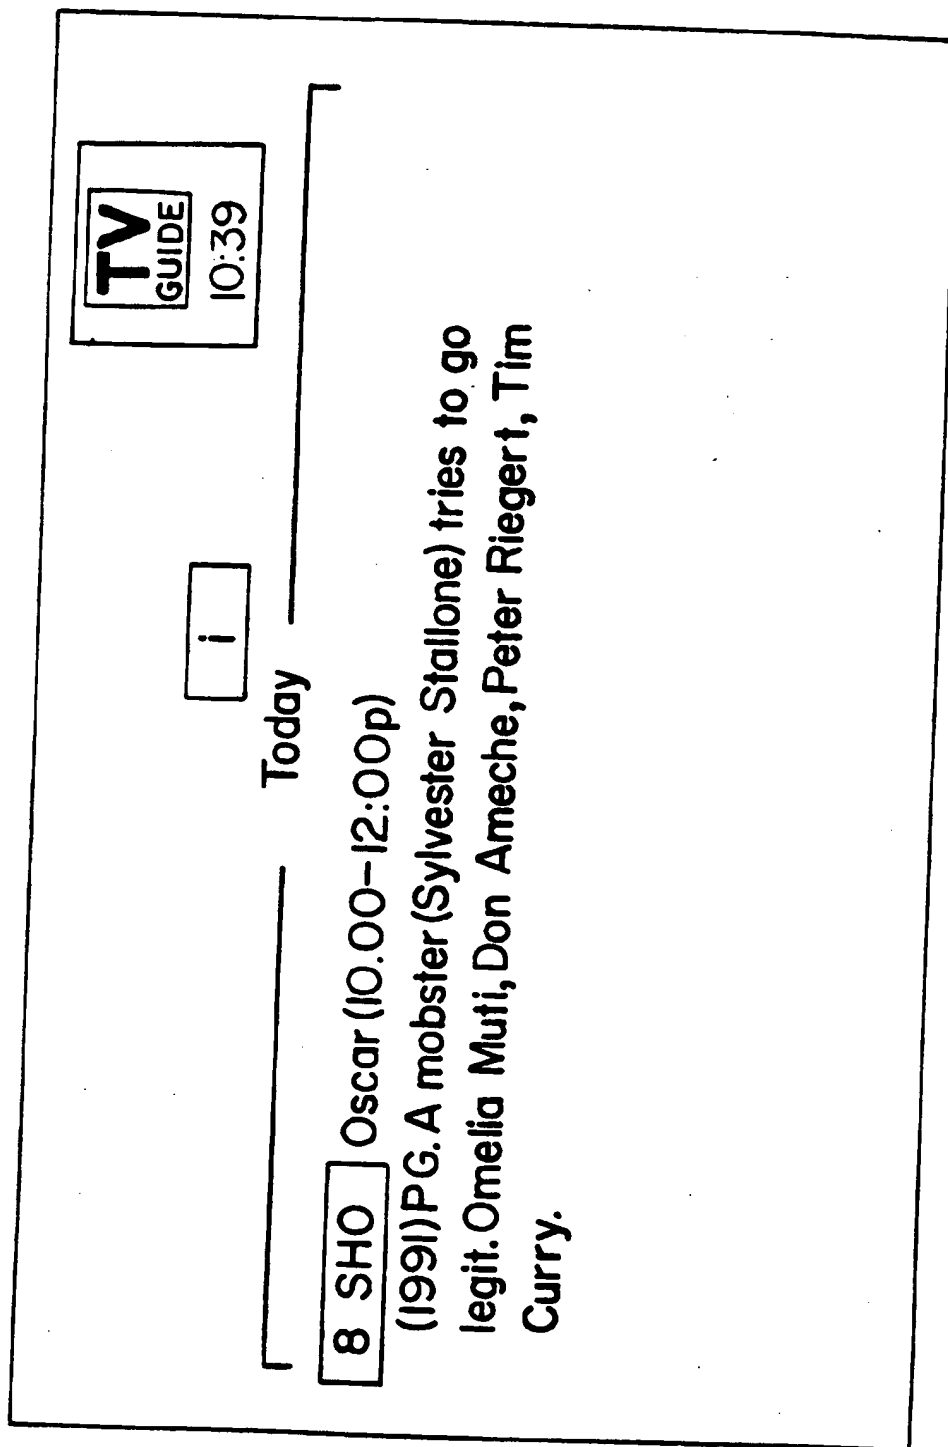 TV
GUIDE
10:39
i
Today
8 SHO Oscar (10.00-12:00p)
(1991) PG. A mobster (Sylvester Stallone) tries to go
legit. Omelia Muti, Don Ameche, Peter Riegert, Tim
Curry.